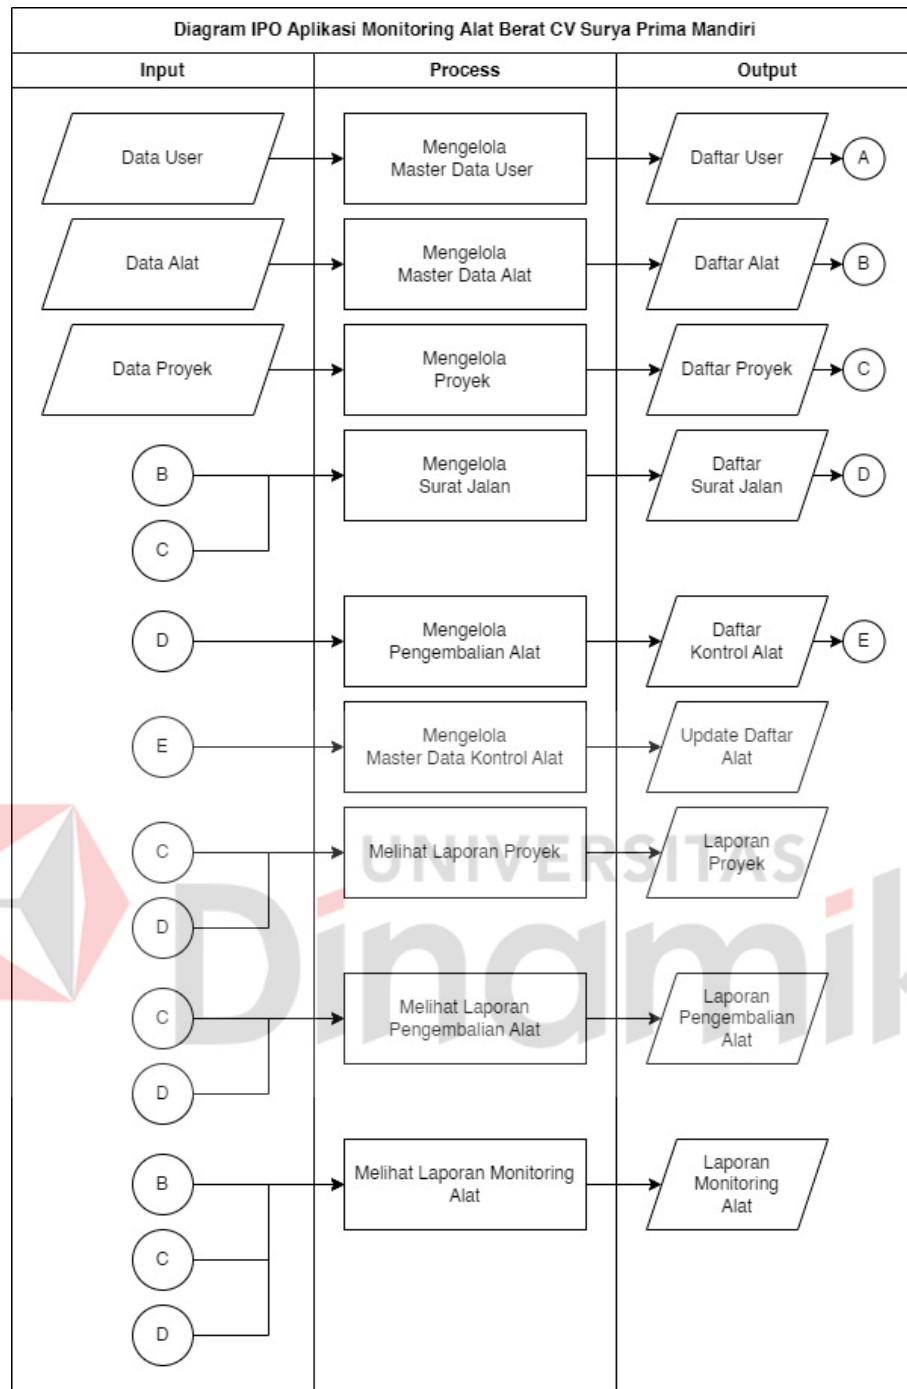 Diagram IPO Aplikasi Monitoring Alat Berat CV Surya Prima Mandiri
Input
Process
Output
Data User
Mengelola
Master Data User
Daftar User
A
Data Alat
Mengelola
Master Data Alat
Daftar Alat
B
Data Proyek
Mengelola
Proyek
Daftar Proyek
C
B
Mengelola
Surat Jalan
Daftar
Surat Jalan
D
C
D
Mengelola
Pengembalian Alat
Daftar
Kontrol Alat
E
E
Mengelola
Master Data Kontrol Alat
Update Daftar
Alat
C
Melihat Laporan Proyek
Laporan
Proyek
D
UNIVERSITAS
Dinamik
C
Melihat Laporan
Pengembalian Alat
Laporan
Pengembalian
Alat
D
B
Melihat Laporan Monitoring
Alat
Laporan
Monitoring
Alat
C
D